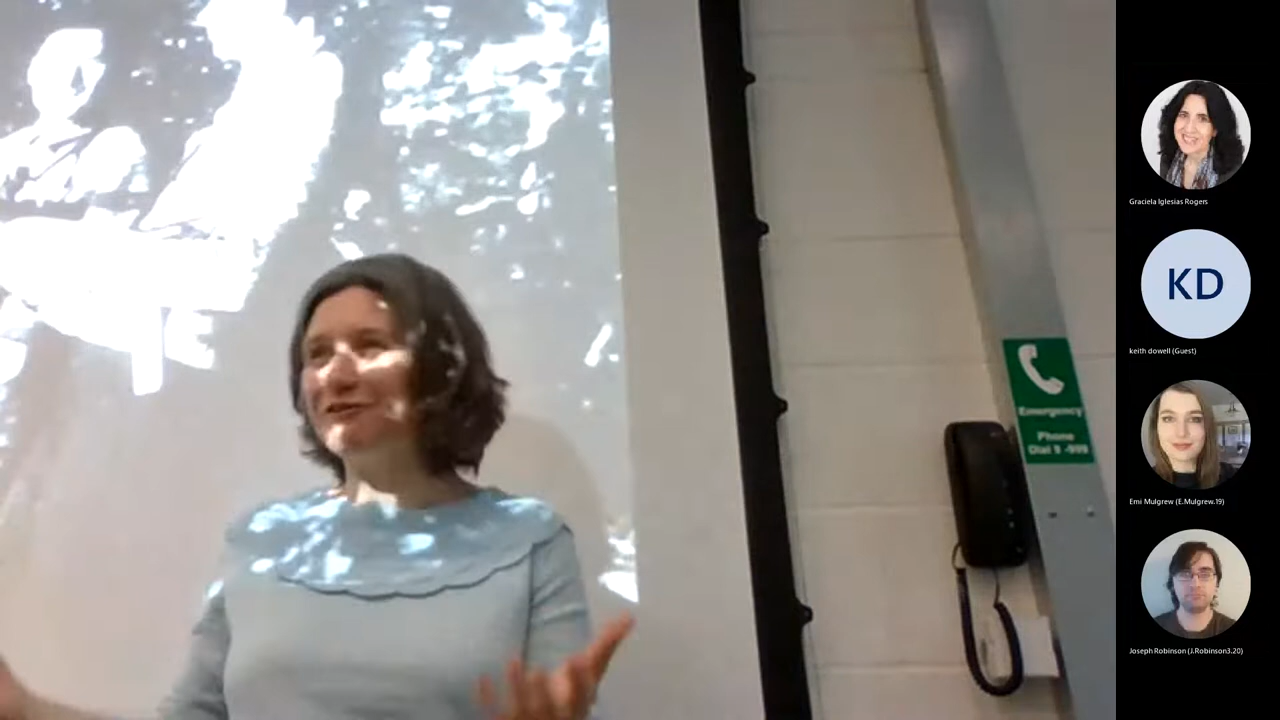 Graciela Iglesias Rogers
KD
keith dowell (Guest)
Emi Mulgrew (E.Mulgrew.19)
Joseph Robinson (J.Robinson3.20)
Emergency
Phone
Dial 9 -999